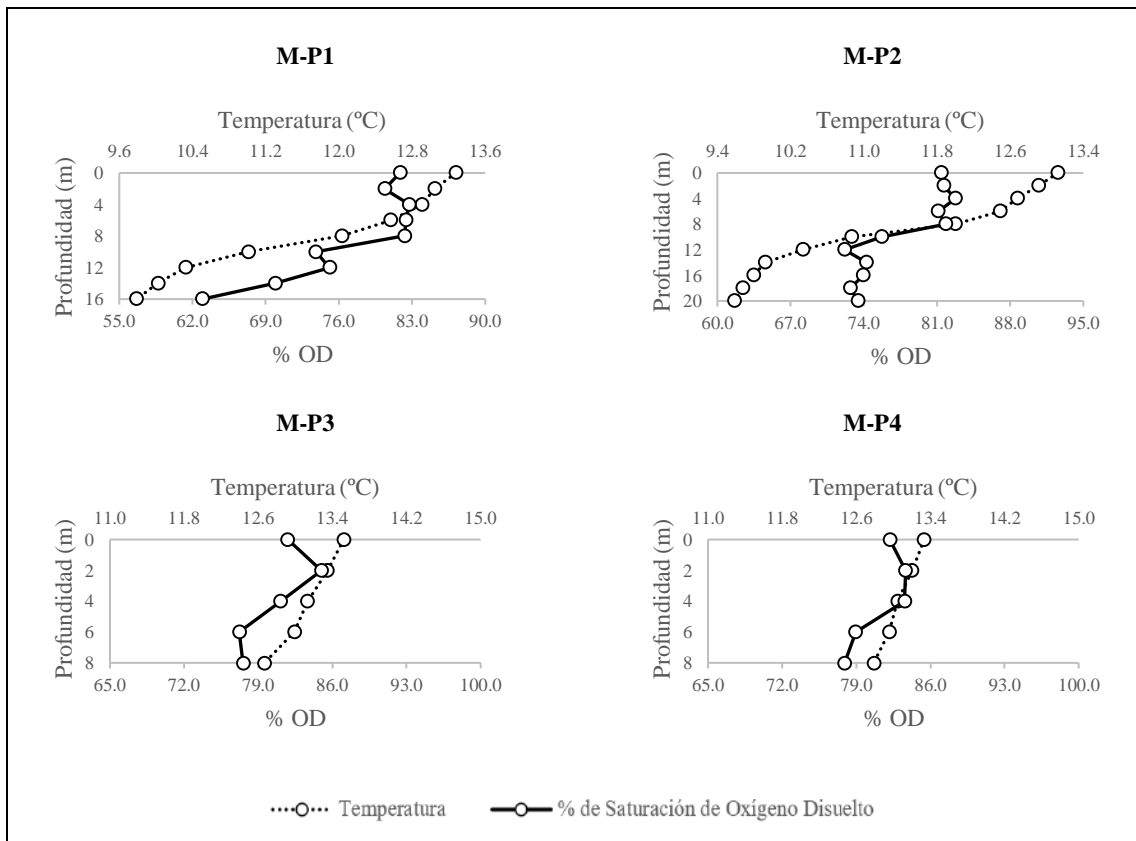 M-P1
Temperatura (ºC)
9.6 10.4 11.2 12.0 12.8 13.6
Profundidad (m)
0
4
8
12
16
55.0 62.0 69.0 76.0 83.0 90.0
% OD
M-P2
Temperatura (ºC)
9.4 10.2 11.0 11.8 12.6 13.4
Profundidad (m)
0
4
8
12
16
20
60.0 67.0 74.0 81.0 88.0 95.0
% OD
M-P3
Temperatura (ºC)
11.0 11.8 12.6 13.4 14.2 15.0
Profundidad (m)
0
2
4
6
8
65.0 72.0 79.0 86.0 93.0 100.0
% OD
M-P4
Temperatura (ºC)
11.0 11.8 12.6 13.4 14.2 15.0
Profundidad (m)
0
2
4
6
8
65.0 72.0 79.0 86.0 93.0 100.0
% OD
Temperatura % de Saturación de Oxígeno Disuelto